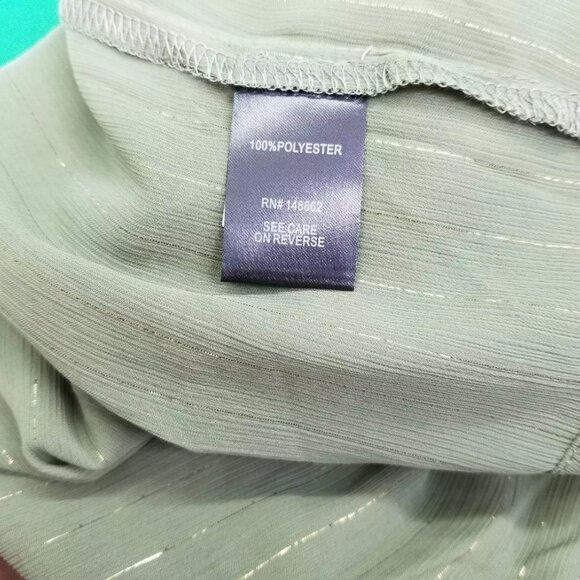 100%POLYESTER
RN# 148862
SEE CARE
ON REVERSE